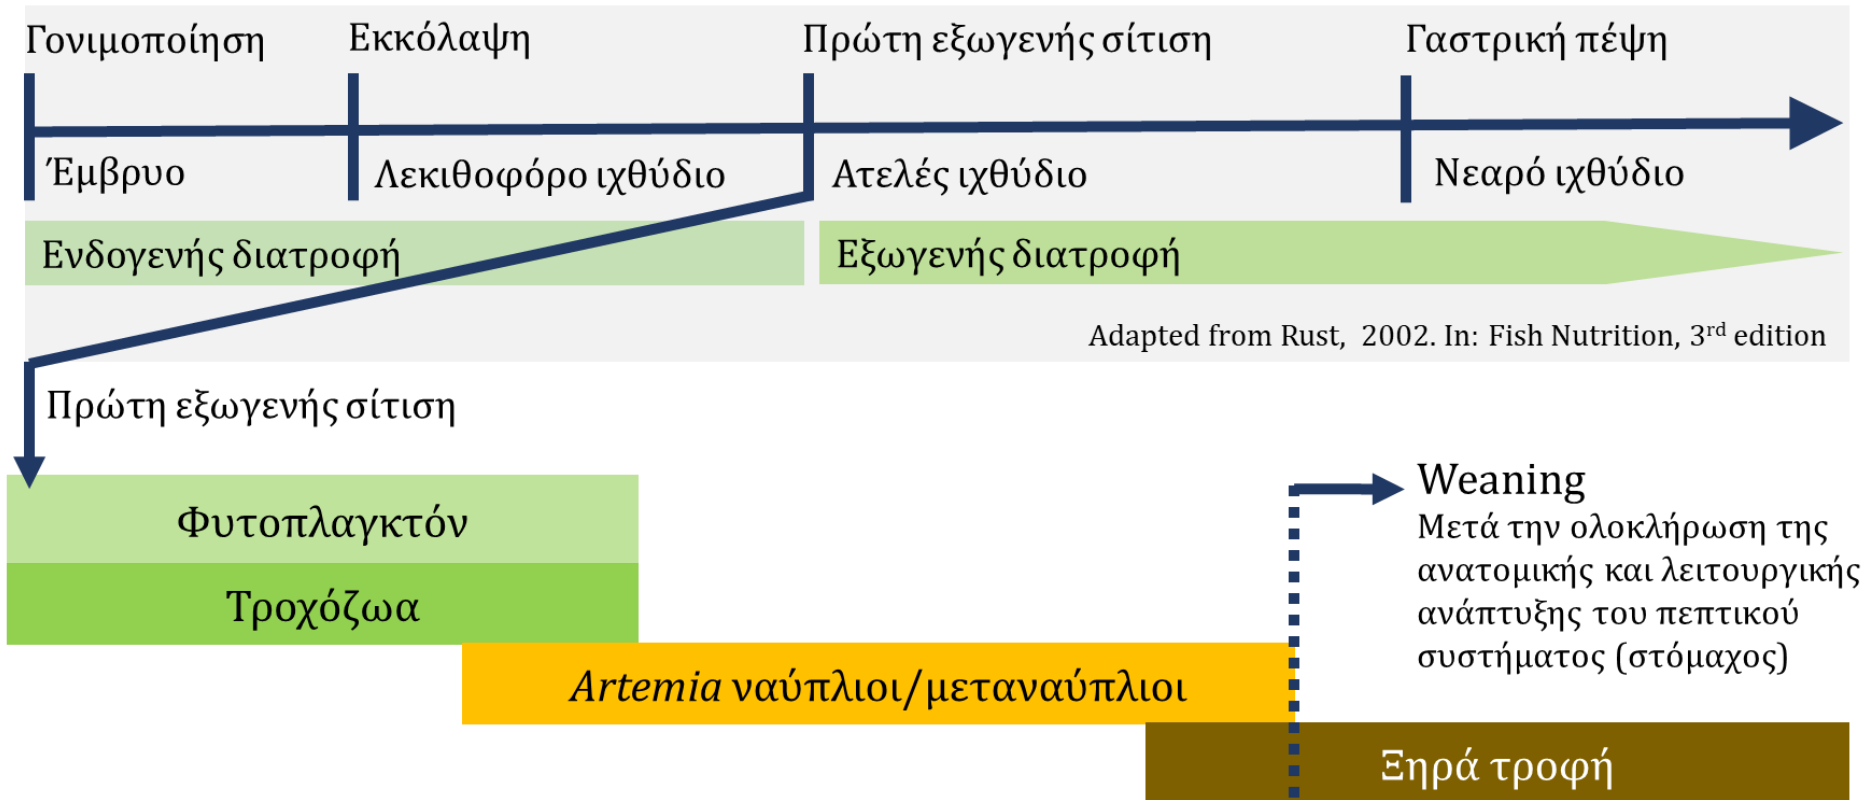 Γονιμοποίηση
Εκκόλαψη
Πρώτη εξωγενής σίτιση
Γαστρική πέψη
Έμβρυο
Λεκιθοφόρο ιχθύδιο
Ατελές ιχθύδιο
Νεαρό ιχθύδιο
Ενδογενής διατροφή
Εξωγενής διατροφή
Adapted from Rust, 2002. In: Fish Nutrition, 3rd edition
Πρώτη εξωγενής σίτιση
Φυτοπλαγκτόν
Τροχόζωα
Artemia ναύπλιοι/μεταναύπλιοι
Weaning
Μετά την ολοκλήρωση της
ανατομικής και λειτουργικής
ανάπτυξης του πεπτικού
συστήματος (στόμαχος)
Ξηρά τροφή